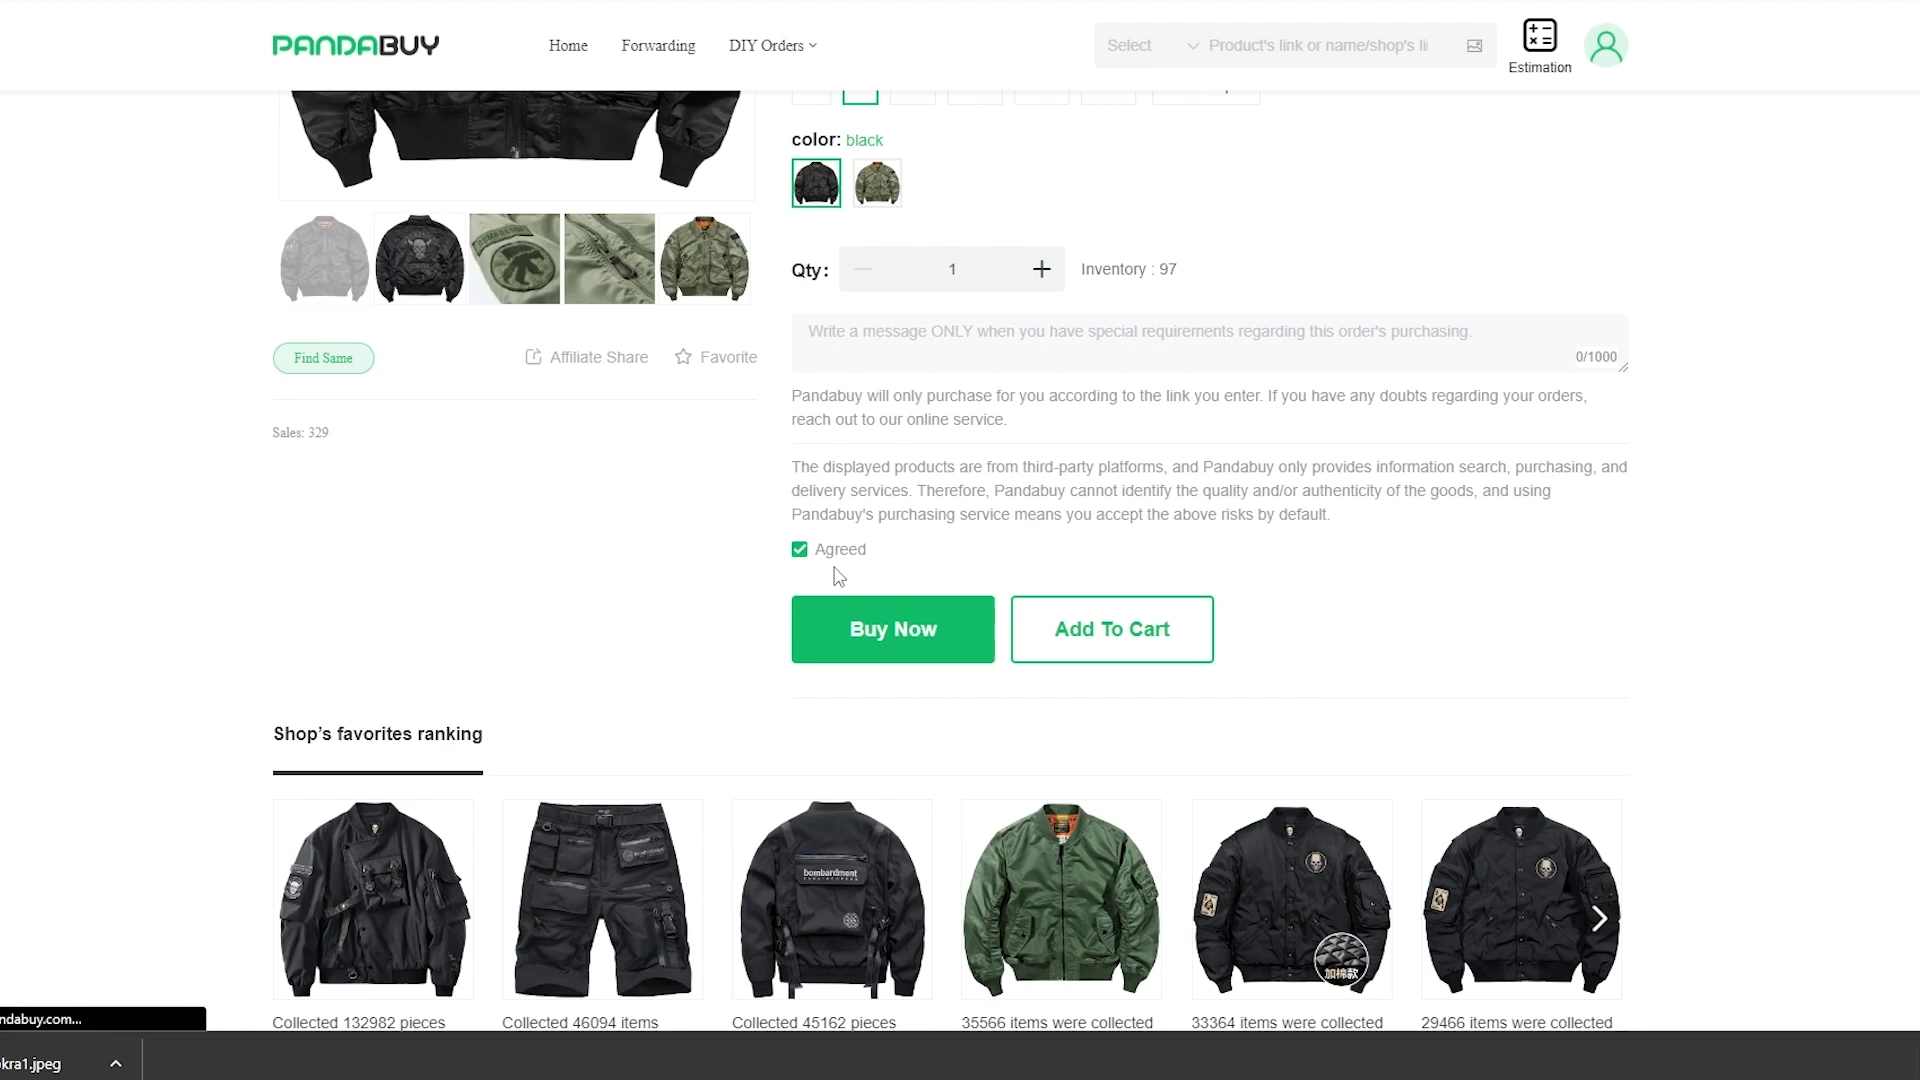 PANDABUY
Home
Forwarding
DIY Orders
Select
Product's link or name/shop's li
Estimation
color: black
Qty:
1
Inventory : 97
Write a message ONLY when you have special requirements regarding this order's purchasing.
0/1000
Find Same
Affiliate Share
Favorite
Pandabuy will only purchase for you according to the link you enter. If you have any doubts regarding your orders,
reach out to our online service.
Sales: 329
The displayed products are from third-party platforms, and Pandabuy only provides information search, purchasing, and
delivery services. Therefore, Pandabuy cannot identify the quality and/or authenticity of the goods, and using
Pandabuy's purchasing service means you accept the above risks by default.
Agreed
Buy Now
Add To Cart
Shop's favorites ranking
bombardment
加棉款
Collected 132982 pieces
Collected 46094 items
Collected 45162 pieces
35566 items were collected
33364 items were collected
29466 items were collected
ndabuy.com...
kra1.jpeg